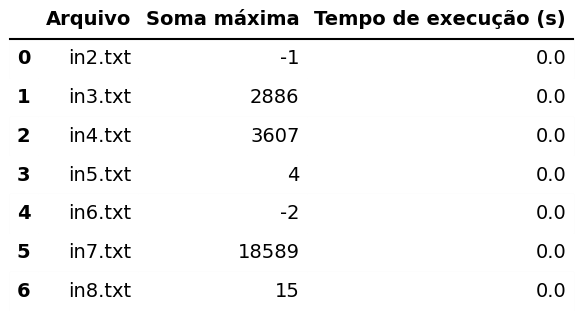 Arquivo Soma máxima Tempo de execução (s)
0 in2.txt -1 0.0
1 in3.txt 2886 0.0
2 in4.txt 3607 0.0
3 in5.txt 4 0.0
4 in6.txt -2 0.0
5 in7.txt 18589 0.0
6 in8.txt 15 0.0